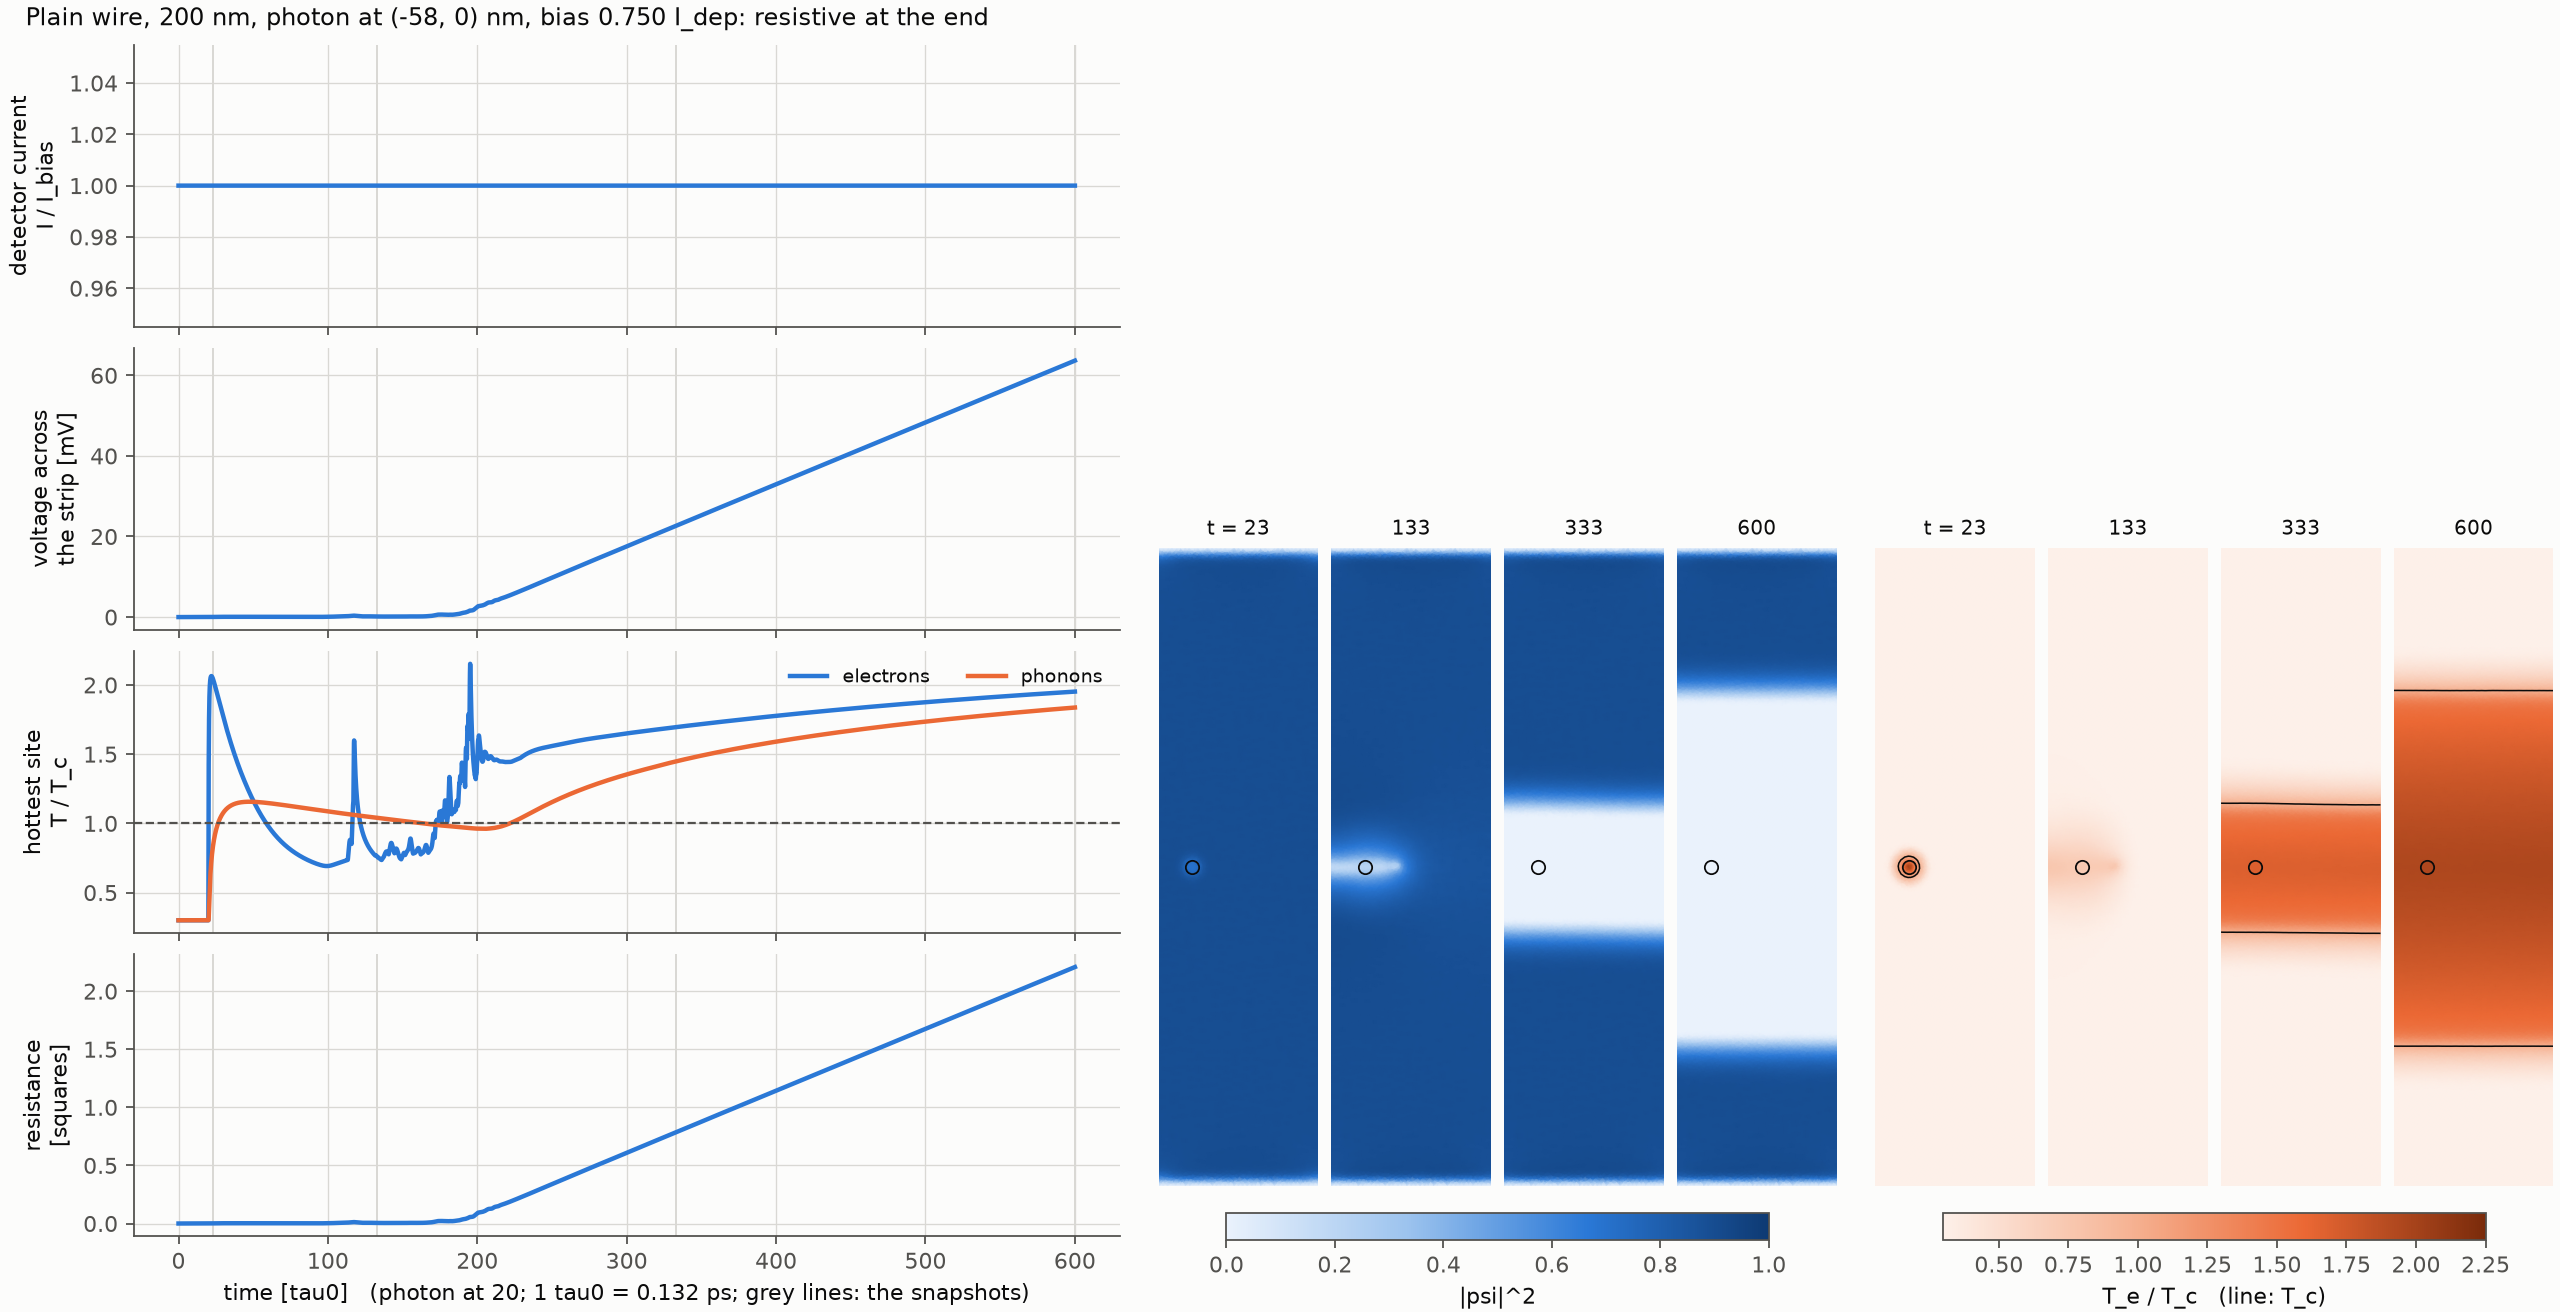 Plain wire, 200 nm, photon at (-58, 0) nm, bias 0.750 I_dep: resistive at the end
detector current
I / I_bias
1.04
1.02
1.00
0.98
0.96
voltage across
the strip [mV]
60
40
20
0
hottest site
T / T_c
2.0
1.5
1.0
0.5
electrons
phonons
resistance
[squares]
2.0
1.5
1.0
0.5
0.0
0 100 200 300 400 500 600
time [tau0]   (photon at 20; 1 tau0 = 0.132 ps; grey lines: the snapshots)
t = 23 133 333 600
0.0 0.2 0.4 0.6 0.8 1.0
|psi|^2
t = 23 133 333 600
0.50 0.75 1.00 1.25 1.50 1.75 2.00 2.25
T_e / T_c   (line: T_c)